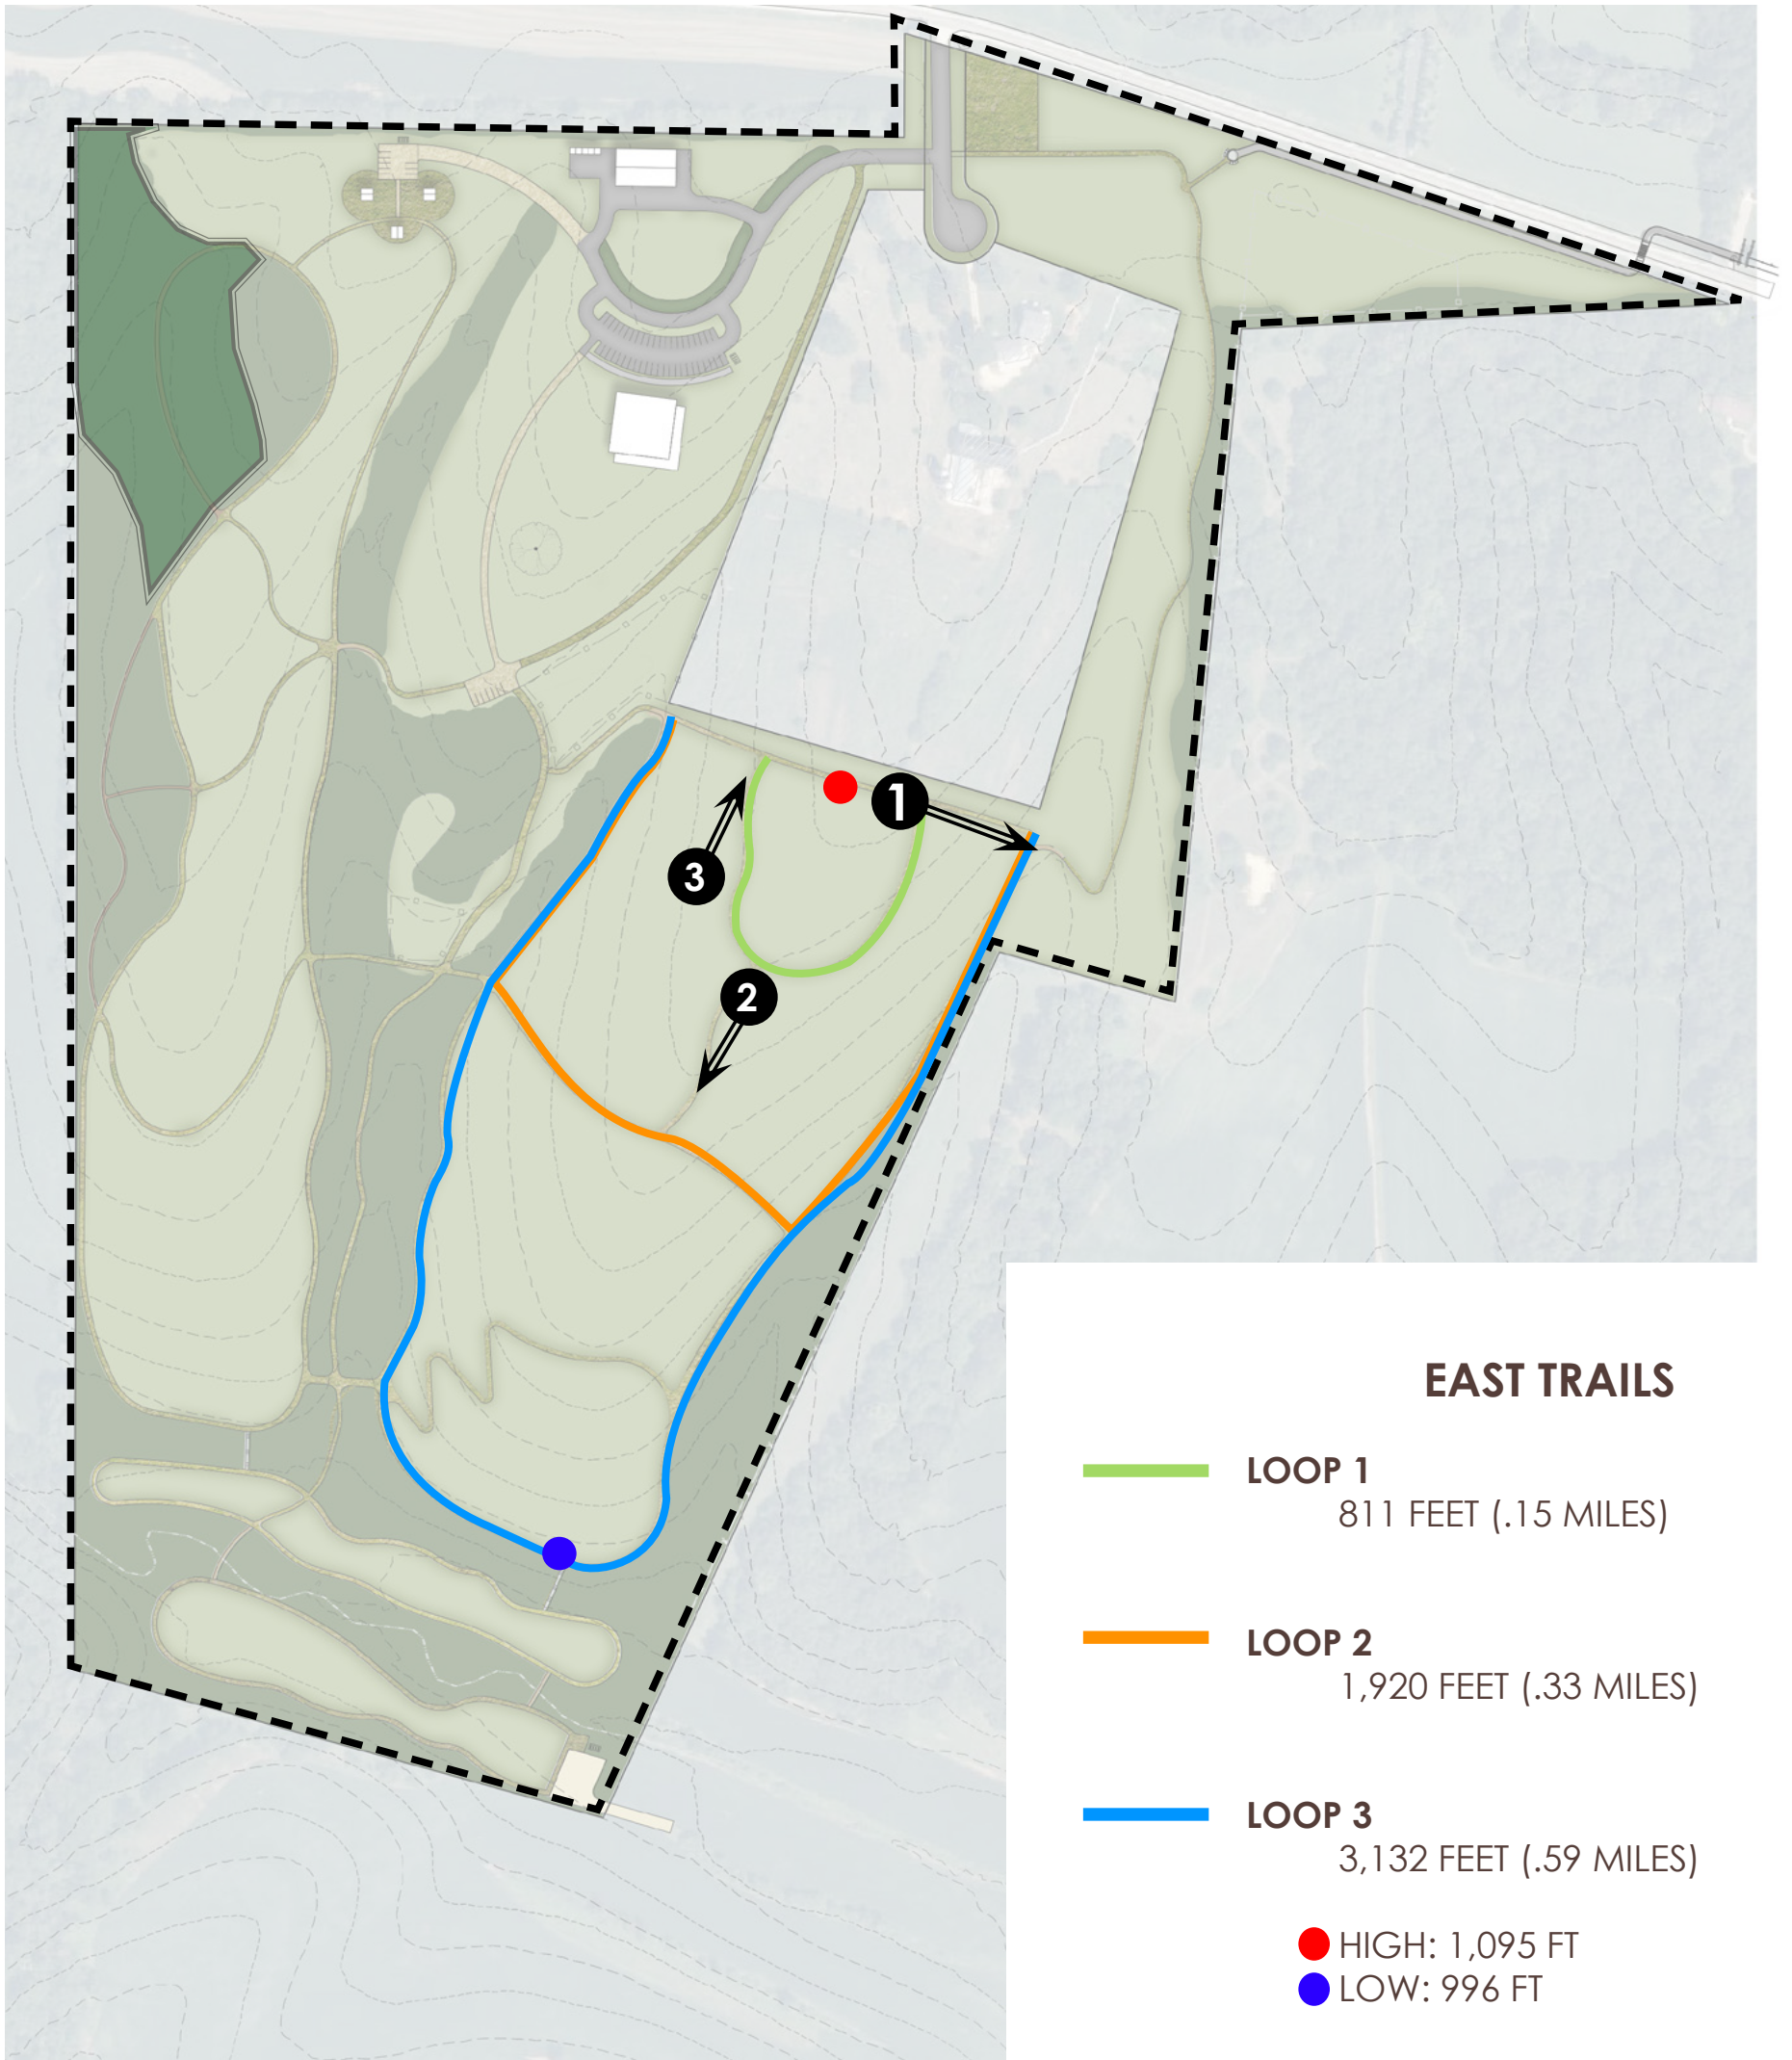 1
3
2
EAST TRAILS
LOOP 1
811 FEET (.15 MILES)
LOOP 2
1,920 FEET (.33 MILES)
LOOP 3
3,132 FEET (.59 MILES)
HIGH: 1,095 FT
LOW: 996 FT